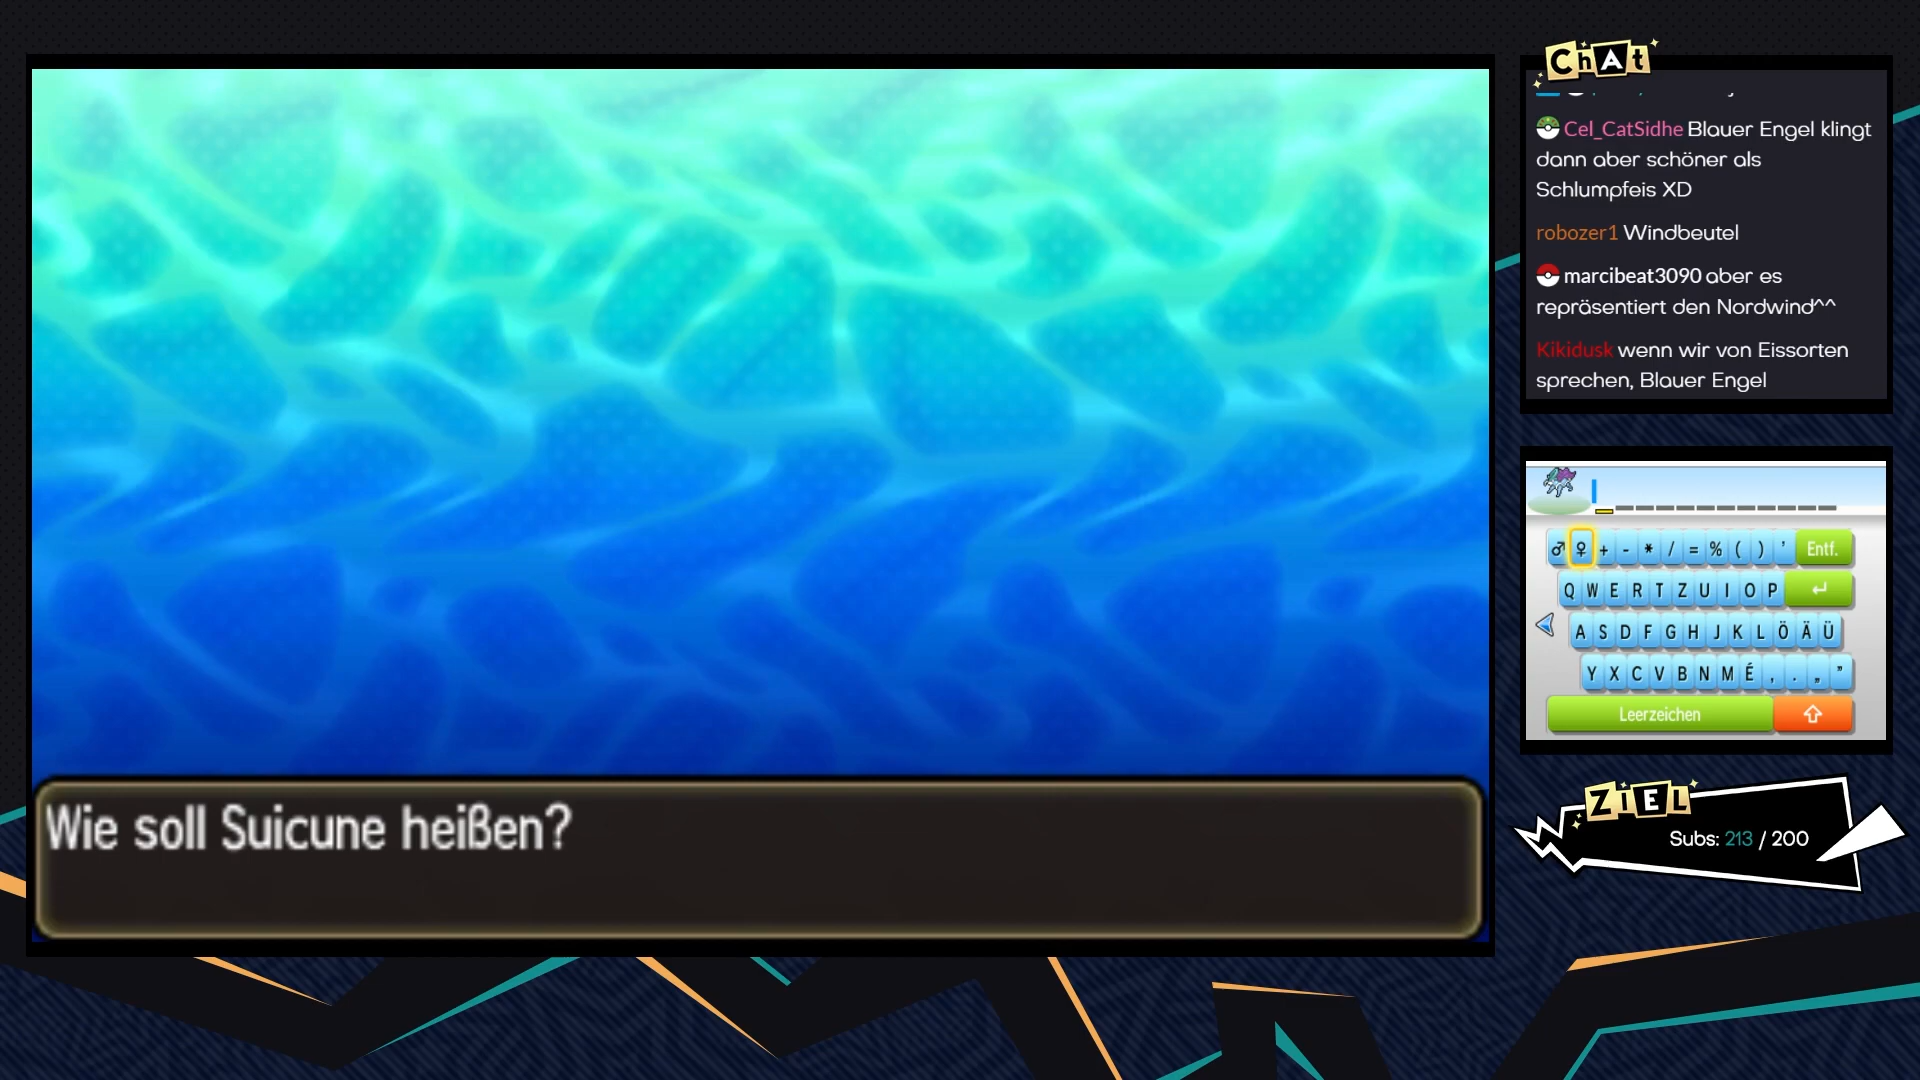 Chat
Cel_CatSidhe Blauer Engel klingt
dann aber schöner als
Schlumpfeis XD
robozer1 Windbeutel
marcibeat3090 aber es
repräsentiert den Nordwind^^
Kikidusk wenn wir von Eissorten
sprechen, Blauer Engel
♂ ♀ + - * / = % ( ) ' Entf.
Q W E R T Z U I O P
A S D F G H J K L Ö Ä Ü
Y X C V B N M É , . „ ”
Leerzeichen
ZIEL
Subs: 213 / 200
Wie soll Suicune heißen?